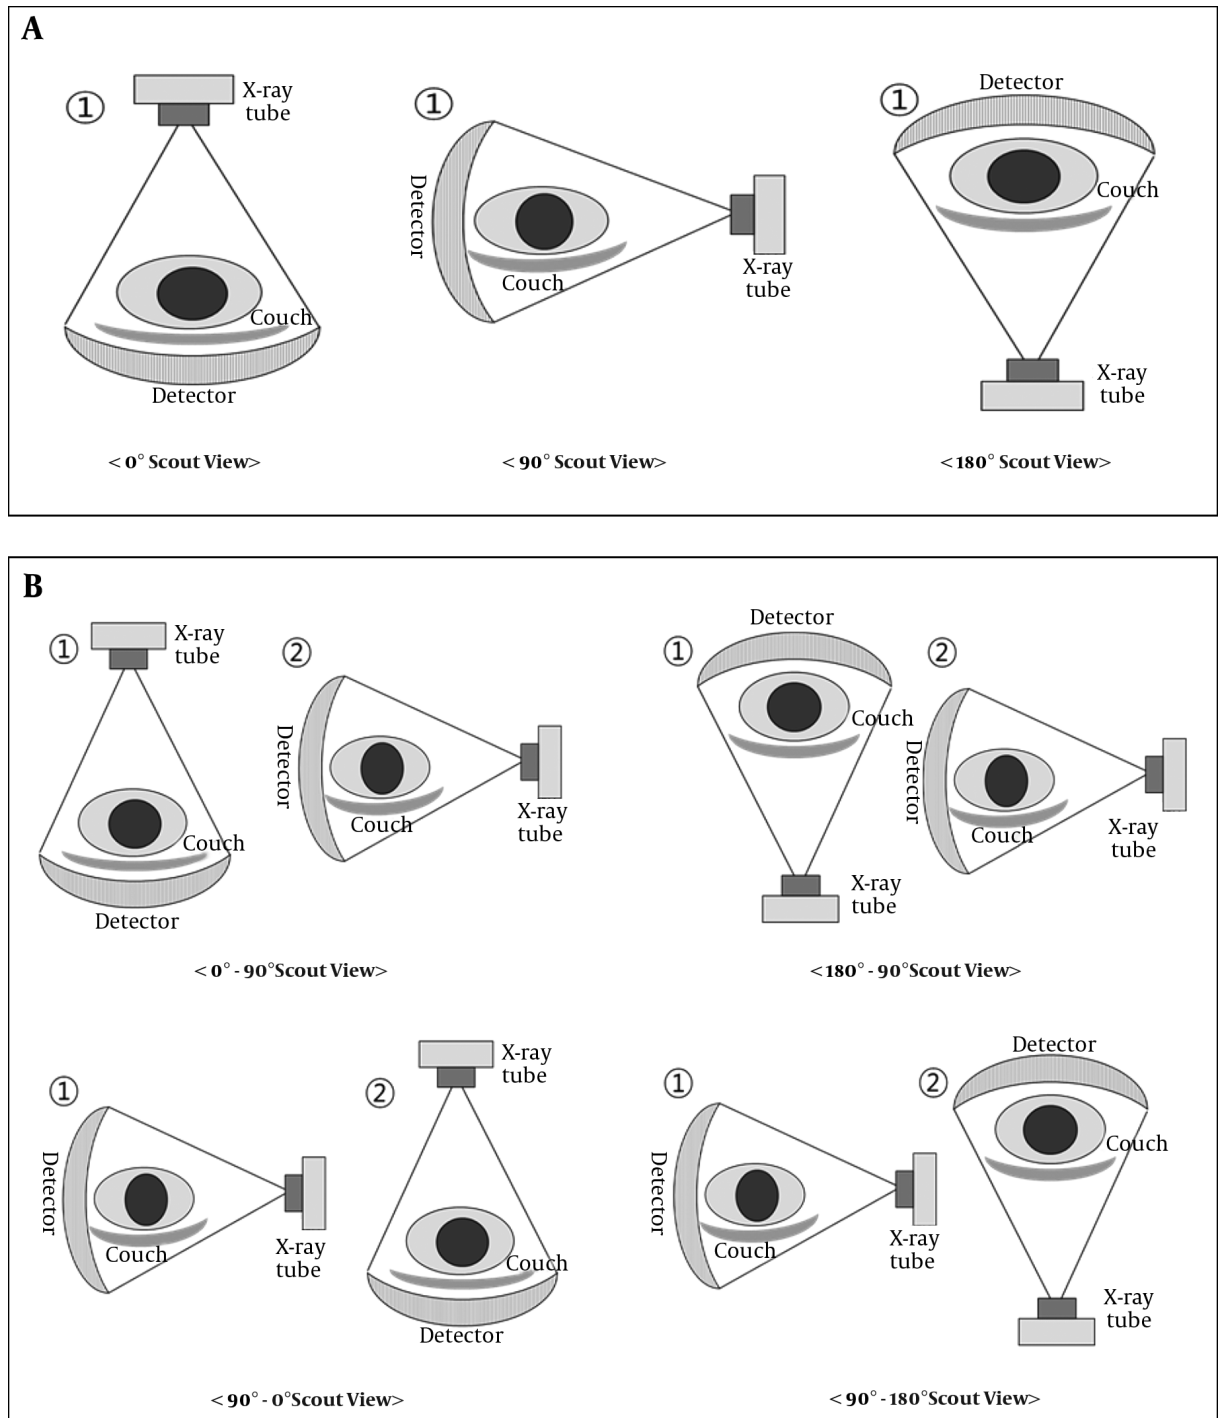 A
①
X-ray
tube
Couch
Detector
< 0° Scout View>
①
Detector
Couch
X-ray
tube
< 90° Scout View>
①
Detector
Couch
X-ray
tube
<180° Scout View>
B
①
X-ray
tube
Couch
Detector
②
Detector
Couch
X-ray
tube
< 0° - 90°Scout View>
①
Detector
Couch
X-ray
tube
②
Detector
Couch
X-ray
tube
<180° - 90°Scout View>
①
Detector
Couch
X-ray
tube
②
X-ray
tube
Couch
Detector
< 90° - 0°Scout View>
①
Detector
Couch
X-ray
tube
②
Detector
Couch
X-ray
tube
< 90° - 180°Scout View>